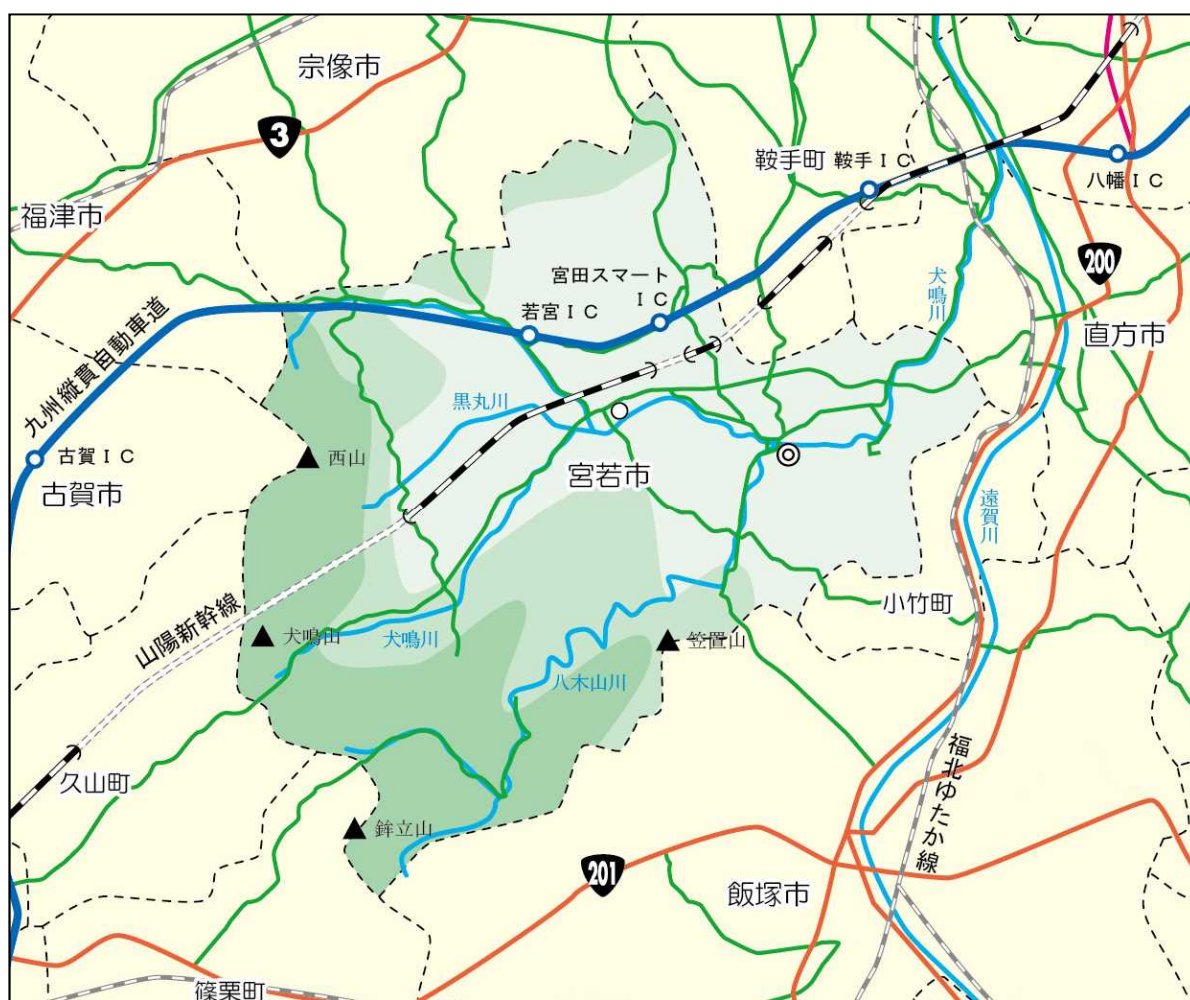 宗像市
3
鞍手町
鞍手ＩＣ
八幡ＩＣ
福津市
200
犬鳴川
宮田スマート
ＩＣ
若宮ＩＣ
直方市
九州縦貫自動車道
黒丸川
古賀ＩＣ
西山
古賀市
宮若市
遠賀川
小竹町
山陽新幹線
犬鳴山
犬鳴川
笠置山
八木山川
福北ゆたか線
久山町
鉾立山
201
飯塚市
篠栗町